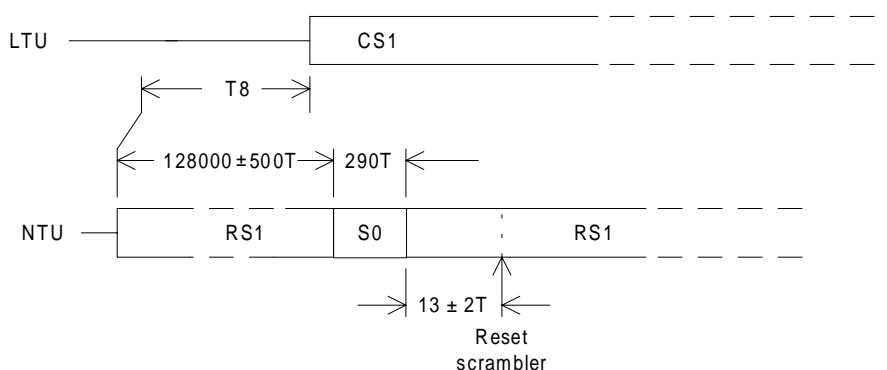 LTU
CS1
T8
128000 ±500T
290T
NTU
RS1
S0
RS1
13 ± 2T
Reset
scrambler